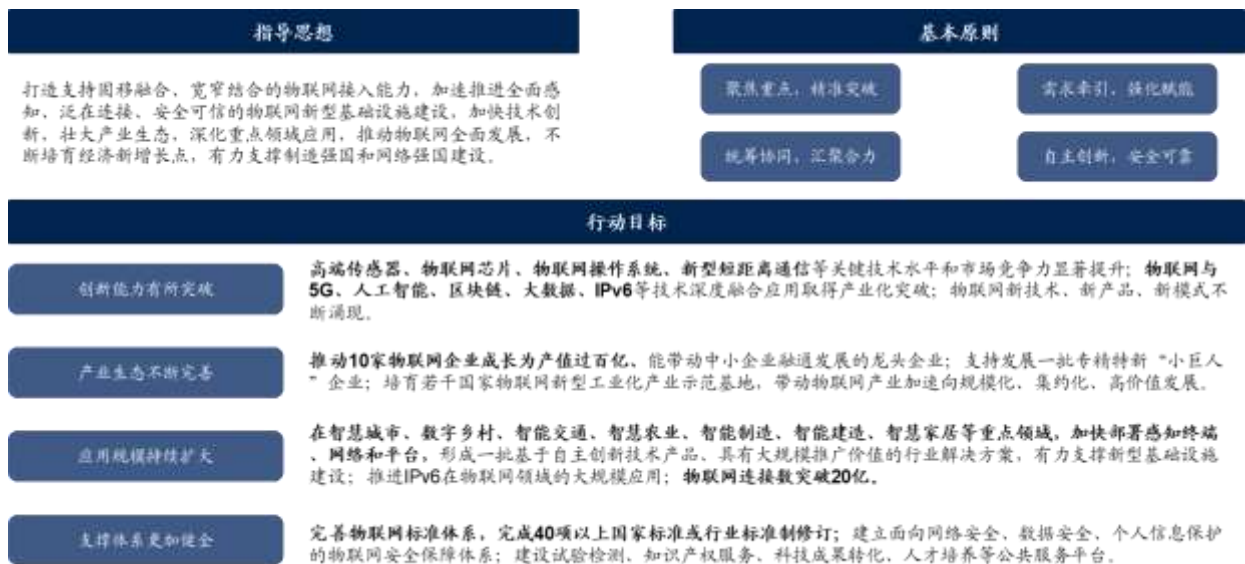 指导思想
打造支持固移融合、宽窄结合的物联网接入能力，加速推进全面感
知、泛在连接、安全可信的物联网新型基础设施建设，加快技术创
新，壮大产业生态，深化重点领域应用，推动物联网全面发展，不
断培育经济新增长点，有力支撑制造强国和网络强国建设。
基本原则
聚焦重点，精准突破
需求牵引，强化赋能
统筹协同，汇聚合力
自主创新，安全可靠
行动目标
创新能力有所突破
高端传感器、物联网芯片、物联网操作系统、新型短距离通信等关键技术水平和市场竞争力显著提升；物联网与
5G、人工智能、区块链、大数据、IPv6等技术深度融合应用取得产业化突破；物联网新技术、新产品、新模式不
断涌现。
产业生态不断完善
推动10家物联网企业成长为产值过百亿、能带动中小企业融通发展的龙头企业；支持发展一批专精特新“小巨人
”企业；培育若干国家物联网新型工业化产业示范基地，带动物联网产业加速向规模化、集约化、高价值发展。
应用规模持续扩大
在智慧城市、数字乡村、智能交通、智慧农业、智能制造、智能建造、智慧家居等重点领域，加快部署感知终端
、网络和平台，形成一批基于自主创新技术产品、具有大规模推广价值的行业解决方案，有力支撑新型基础设施
建设；推进IPv6在物联网领域的大规模应用；物联网连接数突破20亿。
支撑体系更加健全
完善物联网标准体系，完成40项以上国家标准或行业标准制修订；建立面向网络安全、数据安全、个人信息保护
的物联网安全保障体系；建设试验检测、知识产权服务、科技成果转化、人才培养等公共服务平台。